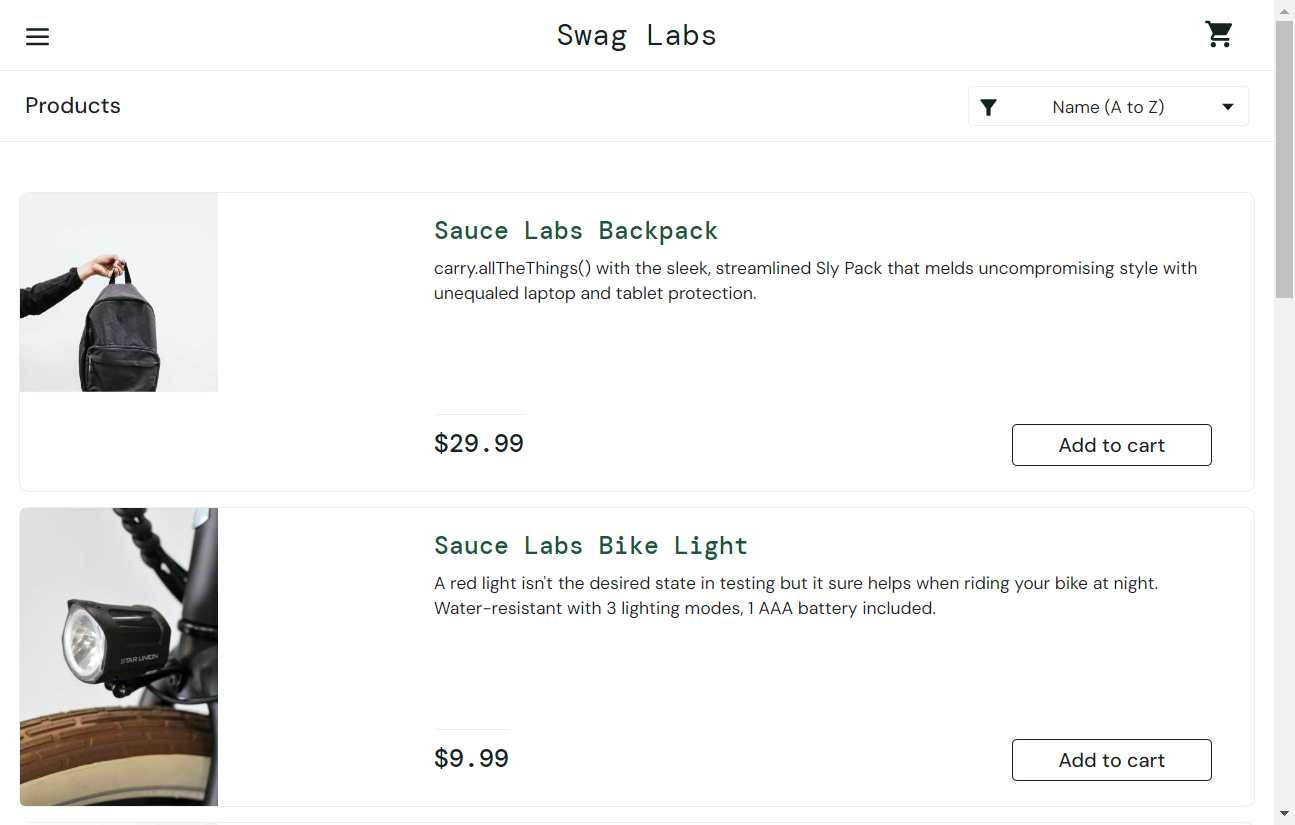 Swag Labs
Products
Name (A to Z)
Sauce Labs Backpack
carry.allTheThings() with the sleek, streamlined Sly Pack that melds uncompromising style with
unequaled laptop and tablet protection.
$29.99
Add to cart
Sauce Labs Bike Light
A red light isn't the desired state in testing but it sure helps when riding your bike at night.
Water-resistant with 3 lighting modes, 1 AAA battery included.
STAR UNION
$9.99
Add to cart